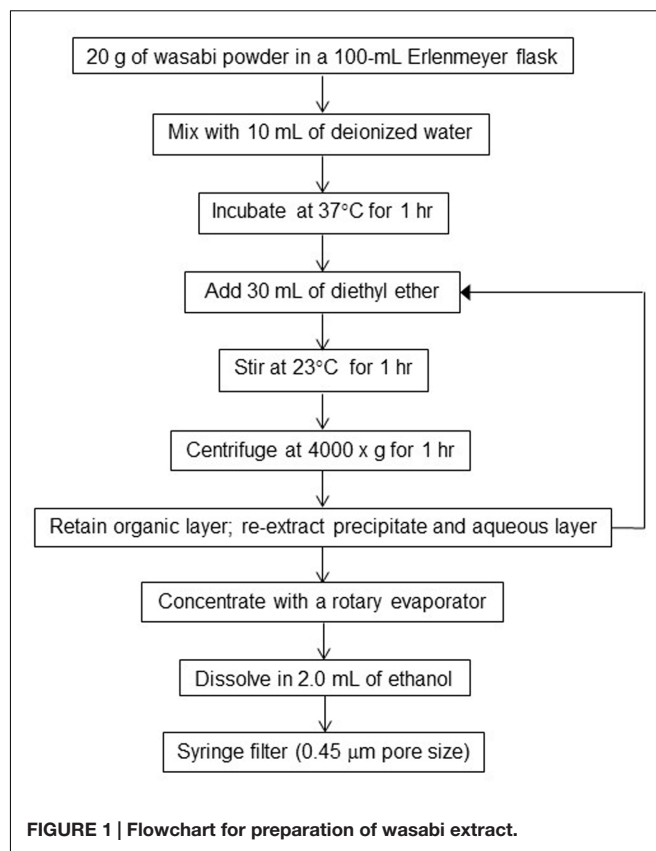 20 g of wasabi powder in a 100-mL Erlenmeyer flask
Mix with 10 mL of deionized water
Incubate at 37°C for 1 hr
Add 30 mL of diethyl ether
Stir at 23°C for 1 hr
Centrifuge at 4000 x g for 1 hr
Retain organic layer; re-extract precipitate and aqueous layer
Concentrate with a rotary evaporator
Dissolve in 2.0 mL of ethanol
Syringe filter (0.45 µm pore size)
FIGURE 1 | Flowchart for preparation of wasabi extract.